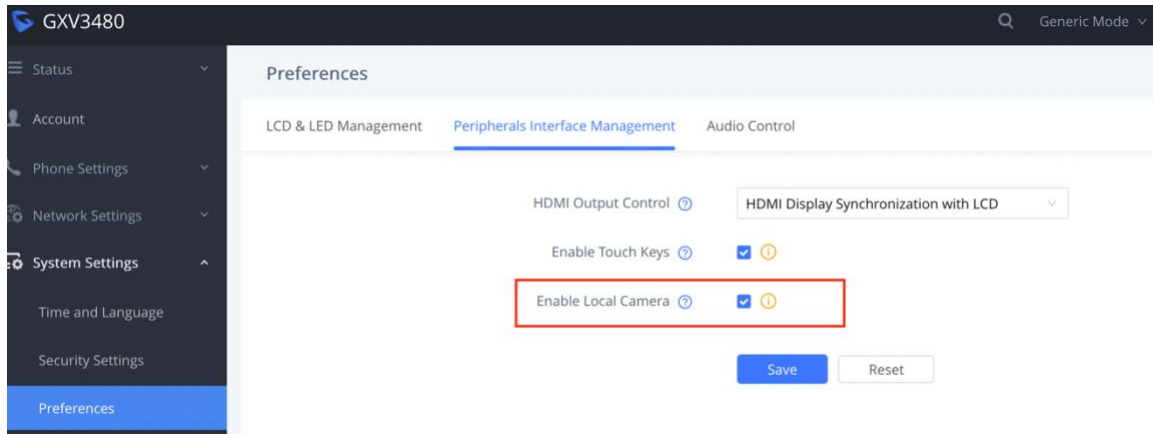 GXV3480
Generic Mode
Status
Account
Phone Settings
Network Settings
System Settings
Time and Language
Security Settings
Preferences
Preferences
LCD & LED Management Peripherals Interface Management Audio Control
HDMI Output Control HDMI Display Synchronization with LCD
Enable Touch Keys
Enable Local Camera
Save Reset